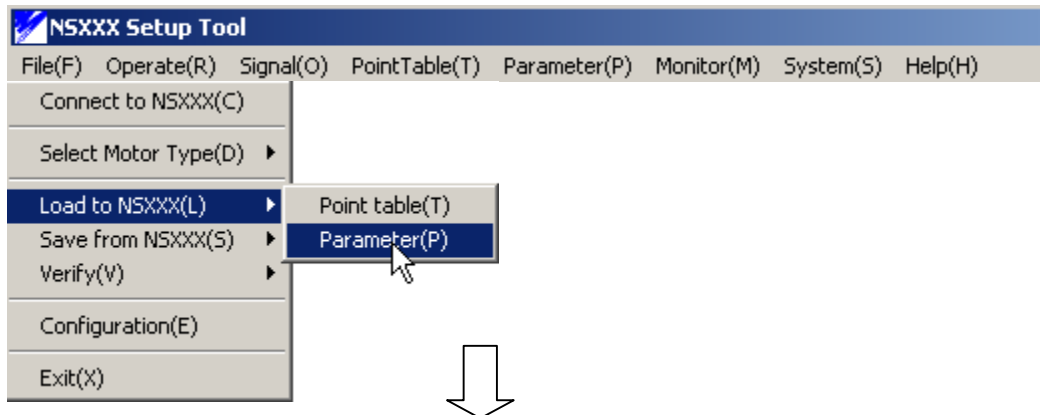 NSXXX Setup Tool
File(F) Operate(R) Signal(O) PointTable(T) Parameter(P) Monitor(M) System(S) Help(H)
Connect to NSXXX(C)
Select Motor Type(D)
Load to NSXXX(L)
Point table(T)
Save from NSXXX(S)
Parameter(P)
Verify(V)
Configuration(E)
Exit(X)